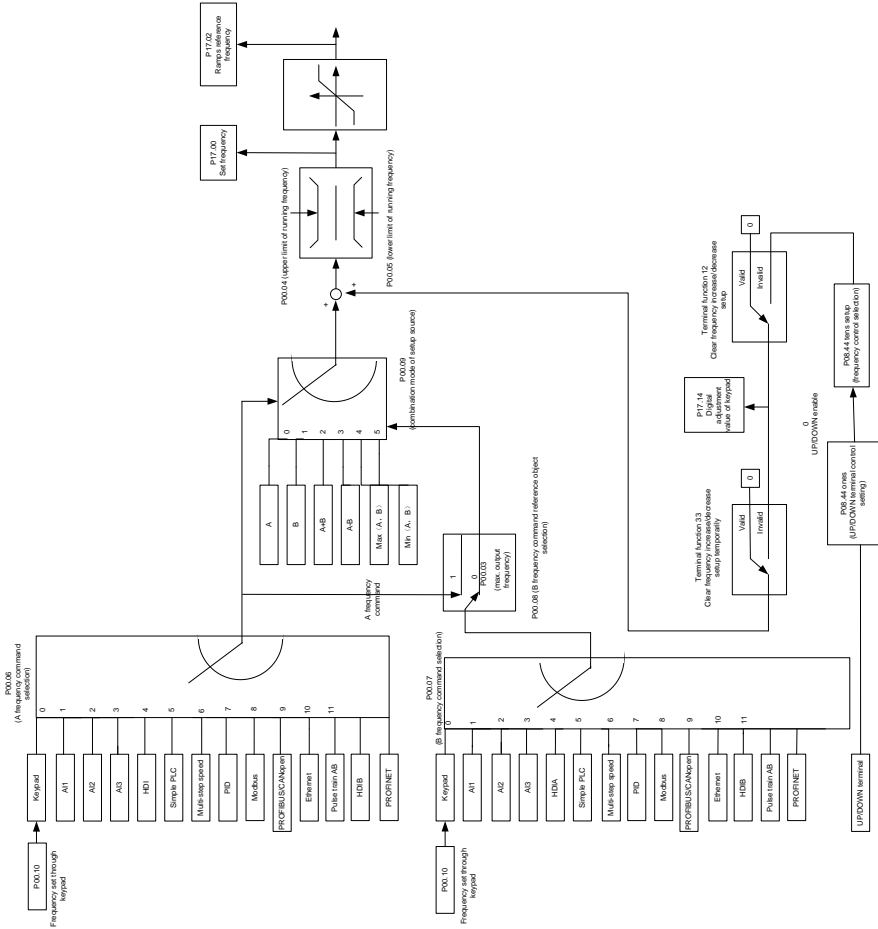 P17.02
Ramps reference
frequency
P17.00
Set frequency
P00.04 (upper limit of running frequency)
P00.05 (lower limit of running frequency)
+
+
P00.09
(combination mode of setup source)
0
1
2
3
4
5
A
B
A+B
A-B
Max（A，B）
Min（A，B）
A frequency
command
1
0
P00.03
(max. output
frequency)
P00.08 (B frequency command reference object
selection)
P00.06
(A frequency command
selection)
0
1
2
3
4
5
6
7
8
9
10
11
Keypad
AI1
AI2
AI3
HDI
Simple PLC
Multi-step speed
PID
Modbus
PROFIBUS/CANopen
Ethernet
Pulse train AB
HDIB
PROFINET
P00.10
Frequency set through
keypad
P00.07
(B frequency command selection)
0
1
2
3
4
5
6
7
8
9
10
11
Keypad
AI1
AI2
AI3
HDIA
Simple PLC
Multi-step speed
PID
Modbus
PROFIBUS/CANopen
Ethernet
HDIB
Pulse train AB
PROFINET
P00.10
Frequency set through
keypad
Terminal function 12
Clear frequency increase/decrease
setup
Valid
Invalid
0
P17.14
Digital
adjustment
value of keypad
Terminal function 33
Clear frequency increase/decrease
setup temporarily
Valid
Invalid
0
P08.44 tens setup
(frequency control selection)
0
UP/DOWN enable
P08.44 ones
(UP/DOWN terminal control
setting)
UP/DOWN terminal